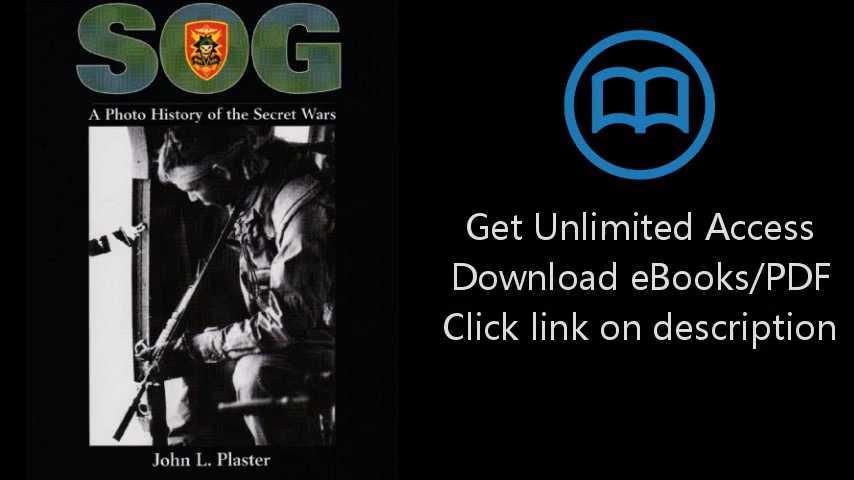 SOG
A Photo History of the Secret Wars
John L. Plaster
Get Unlimited Access
Download eBooks/PDF
Click link on description